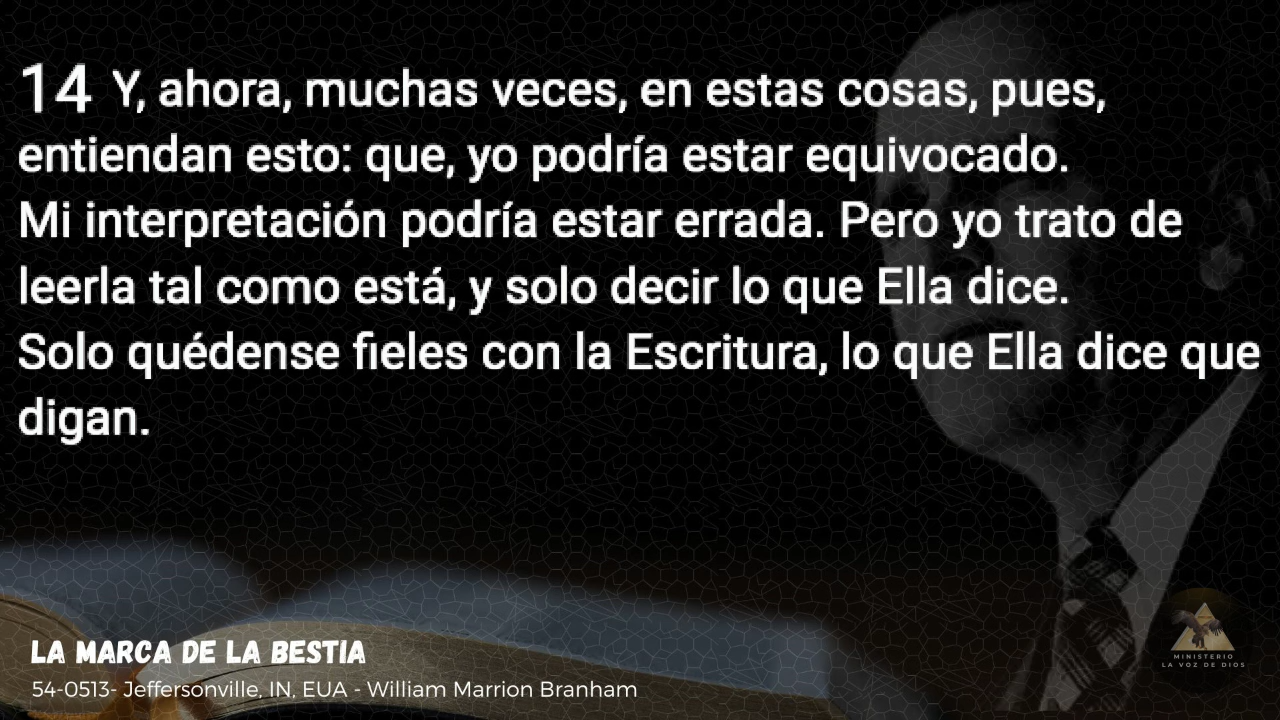 14 Y, ahora, muchas veces, en estas cosas, pues,
entiendan esto: que, yo podría estar equivocado.
Mi interpretación podría estar errada. Pero yo trato de
leerla tal como está, y solo decir lo que Ella dice.
Solo quédense fieles con la Escritura, lo que Ella dice que
digan.
LA MARCA DE LA BESTIA
54-0513- Jeffersonville, IN, EUA - William Marrion Branham
MINISTERIO
LA VOZ DE DIOS